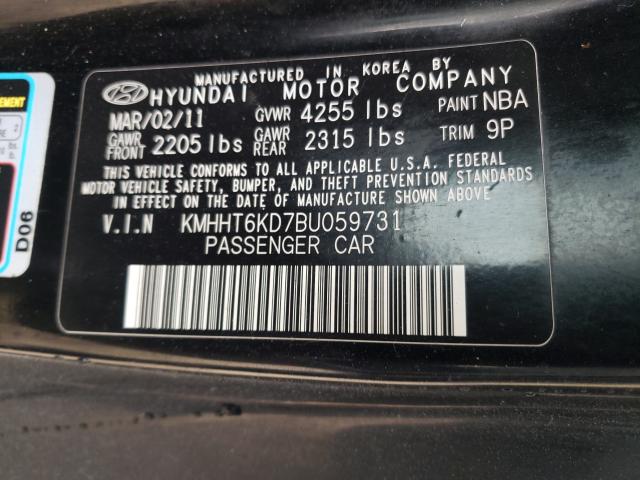 MANUFACTURED IN KOREA BY
HYUNDAI MOTOR COMPANY
MAR/02/11 GVWR 4255 lbs PAINT NBA
GAWR FRONT 2205 lbs GAWR REAR 2315 lbs TRIM 9P
THIS VEHICLE CONFORMS TO ALL APPLICABLE U.S.A. FEDERAL
MOTOR VEHICLE SAFETY, BUMPER, AND THEFT PREVENTION STANDARDS
IN EFFECT ON THE DATE OF MANUFACTURE SHOWN ABOVE
V.I.N KMHHT6KD7BU059731
PASSENGER CAR
D06